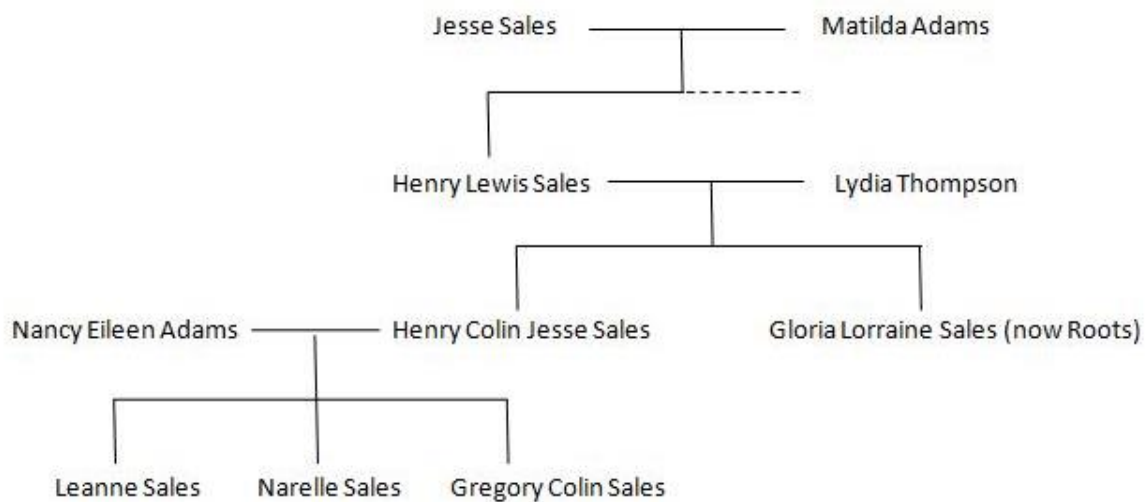 Jesse Sales Matilda Adams
Henry Lewis Sales Lydia Thompson
Nancy Eileen Adams Henry Colin Jesse Sales Gloria Lorraine Sales (now Roots)
Leanne Sales Narelle Sales Gregory Colin Sales